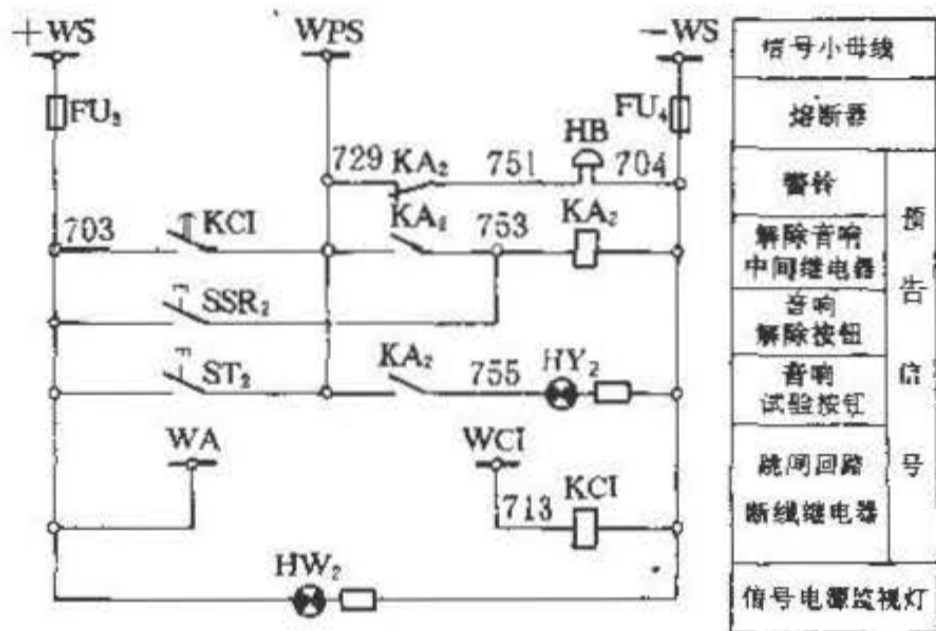 +WS
WPS
−WS
FU₃
FU₄
HB
729
KA₂
751
704
703
KCI
KA₂
753
KA₂
SSR₂
ST₂
KA₂
755
HY₂
WA
WCI
713
KCI
HW₂
信号小母线
熔断器
警铃
解除音响
中间继电器
音响
解除按钮
音响
试验按钮
跳闸回路
断线继电器
预告信号
信号电源监视灯